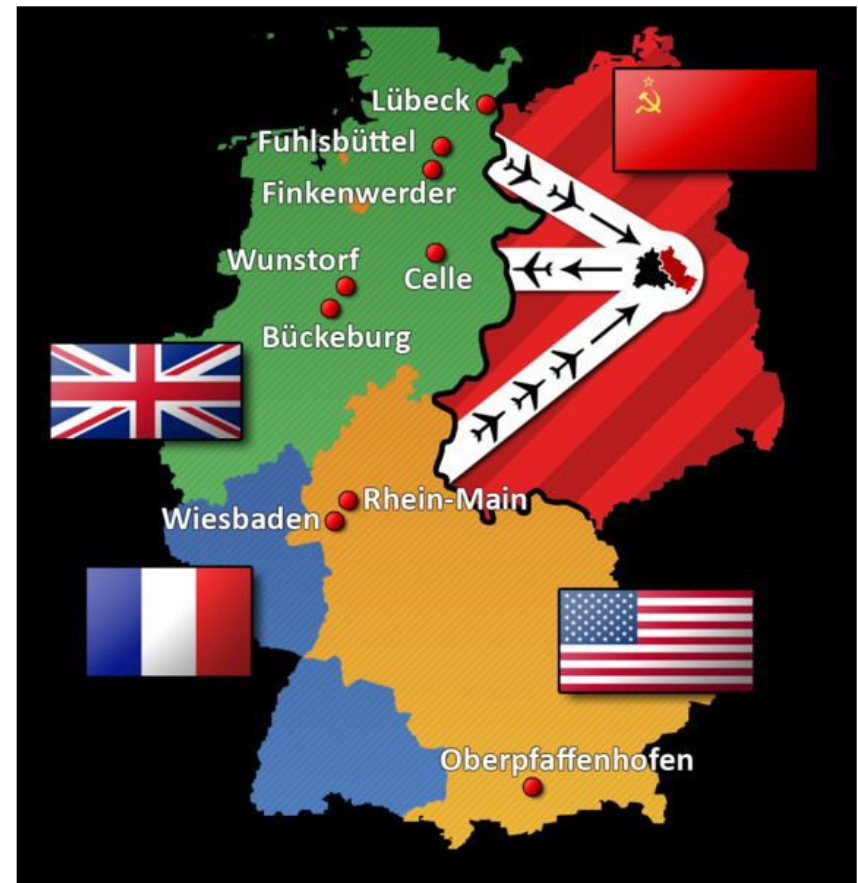 Lübeck
Fuhlsbüttel
Finkenwerder
Wunstorf
Celle
Bückeburg
Rhein-Main
Wiesbaden
Oberpfaffenhofen